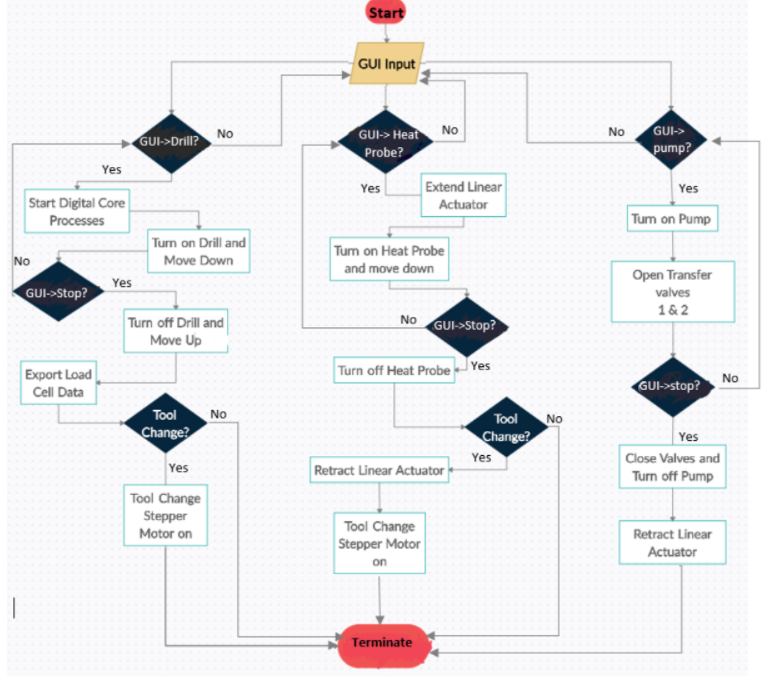 Start
GUI Input
GUI->Drill?
No
Yes
Start Digital Core
Processes
Turn on Drill and
Move Down
No
GUI->Stop?
Yes
Turn off Drill and
Move Up
Export Load
Cell Data
Tool
Change?
No
Yes
Tool Change
Stepper
Motor on
GUI-> Heat
Probe?
No
Yes
Extend Linear
Actuator
Turn on Heat Probe
and move down
GUI->Stop?
No
Yes
Turn off Heat Probe
Tool
Change?
No
Yes
Retract Linear Actuator
Tool Change
Stepper Motor
on
GUI->
pump?
No
Yes
Turn on Pump
Open Transfer
valves
1 & 2
GUI->stop?
No
Yes
Close Valves and
Turn off Pump
Retract Linear
Actuator
Terminate